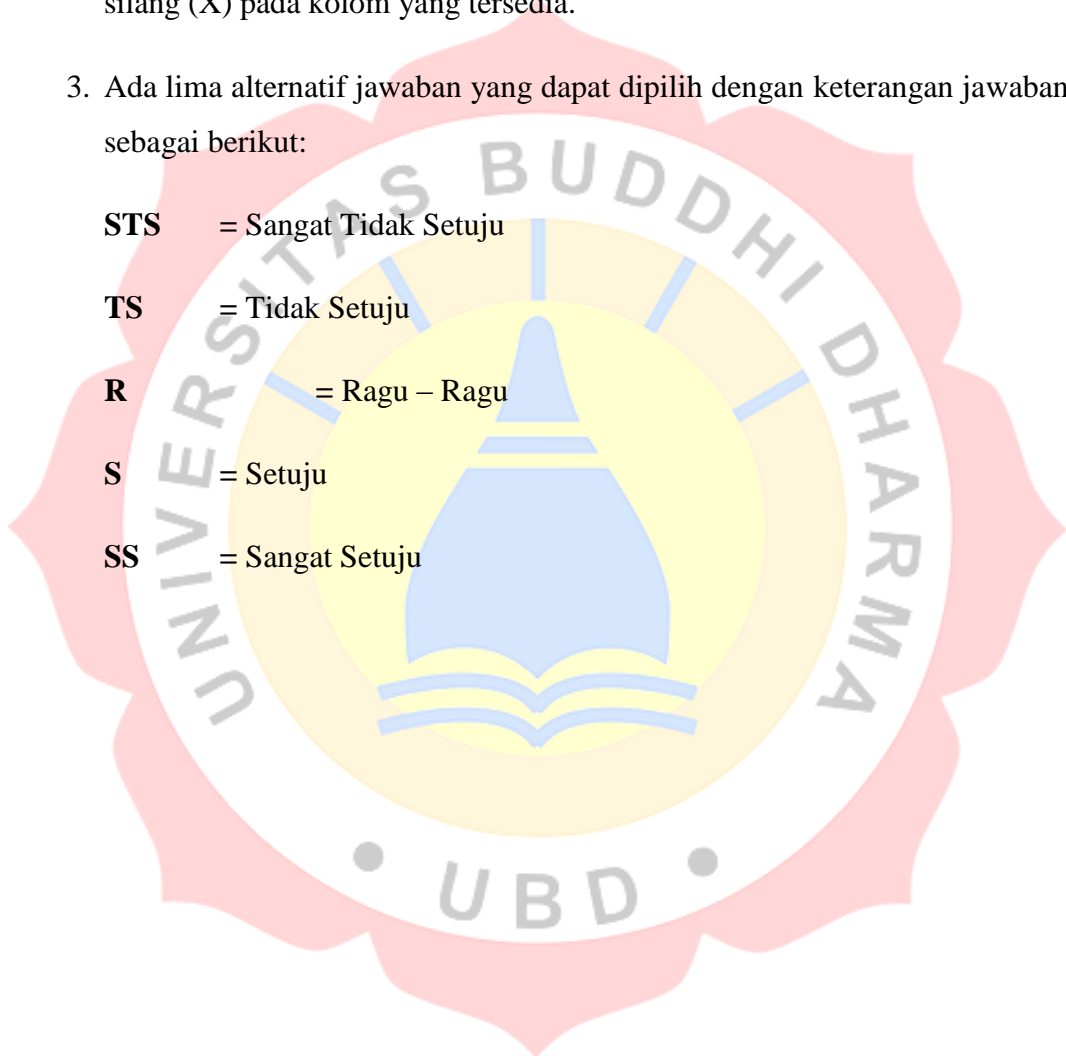 silang (X) pada kolom yang tersedia.
3. Ada lima alternatif jawaban yang dapat dipilih dengan keterangan jawaban
sebagai berikut:
STS = Sangat Tidak Setuju
TS = Tidak Setuju
R = Ragu – Ragu
S = Setuju
SS = Sangat Setuju
UNIVERSITAS BUDDHI DHARMA
• UBD •